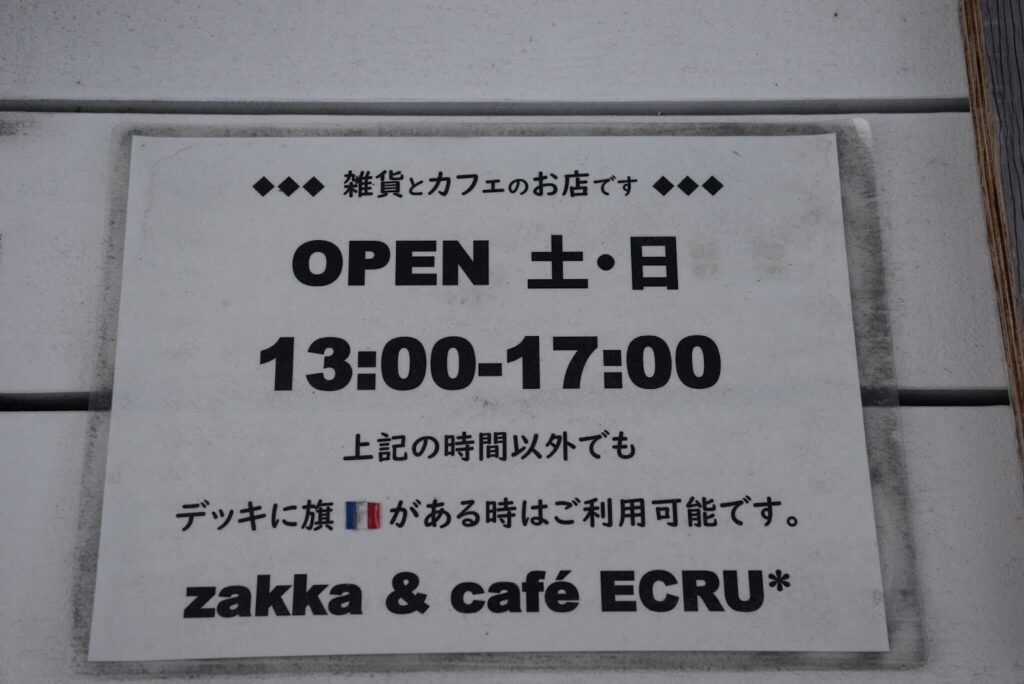 ◆◆◆ 雑貨とカフェのお店です ◆◆◆
OPEN 土・日
13:00-17:00
上記の時間以外でも
デッキに旗🇫🇷がある時はご利用可能です。
zakka & café ECRU*